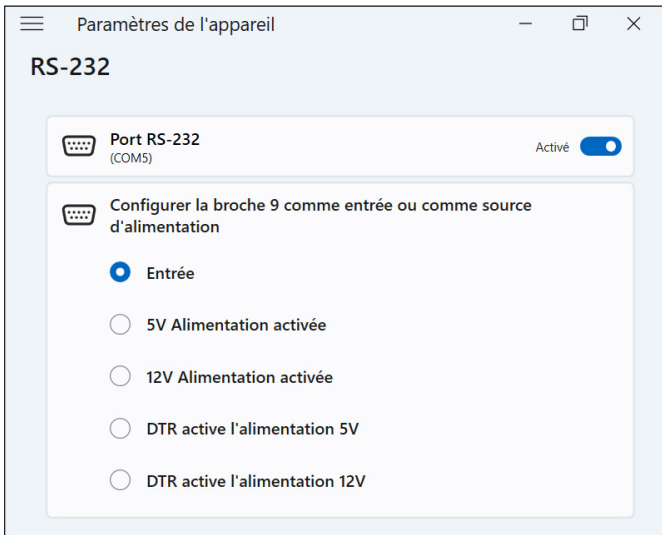 Paramètres de l'appareil
RS-232
Port RS-232
(COM5)
Activé
Configurer la broche 9 comme entrée ou comme source
d'alimentation
Entrée
5V Alimentation activée
12V Alimentation activée
DTR active l'alimentation 5V
DTR active l'alimentation 12V